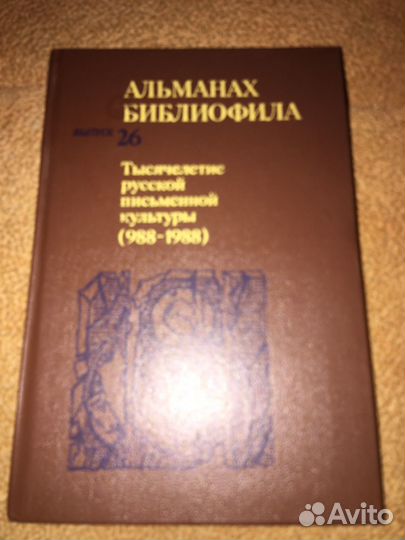 АЛЬМАНАХ
БИБЛИОФИЛА
ВЫПУСК 26
Тысячелетие
русской
письменной
культуры
(988-1988)
Avito